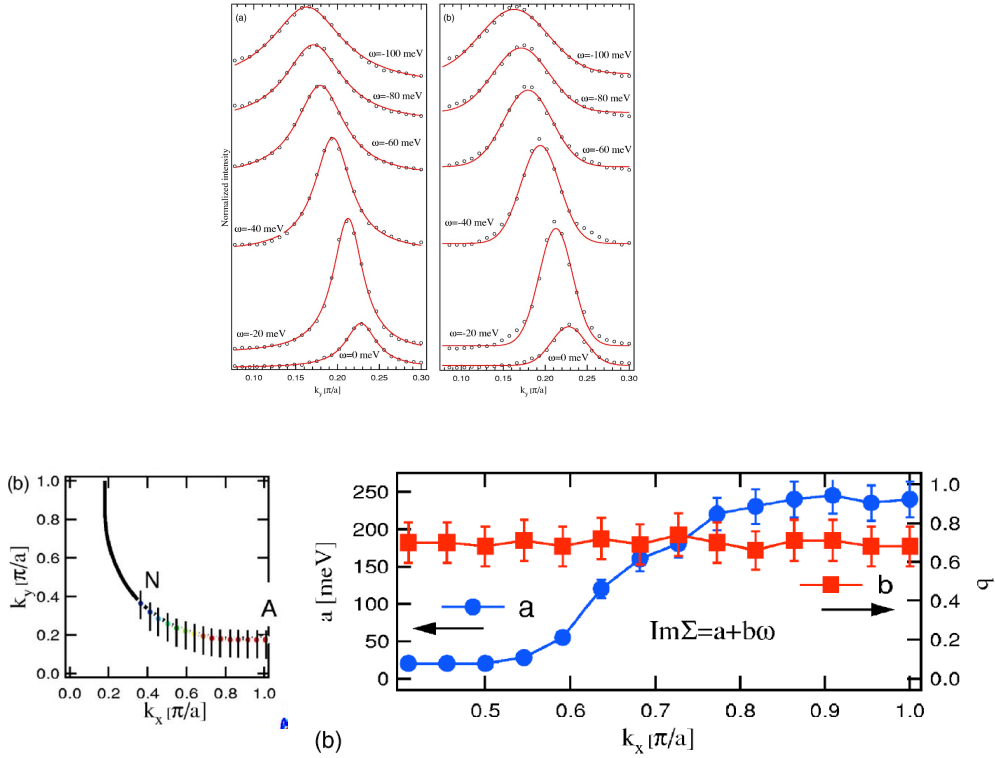 (a)
ω=-100 meV
ω=-80 meV
ω=-60 meV
ω=-40 meV
ω=-20 meV
ω=0 meV
Normalized intensity
0.10 0.15 0.20 0.25 0.30
k_y [π/a]
(b)
ω=-100 meV
ω=-80 meV
ω=-60 meV
ω=-40 meV
ω=-20 meV
ω=0 meV
0.10 0.15 0.20 0.25 0.30
k_y [π/a]
(b)
1.0
0.8
0.6
0.4
0.2
0.0
k_y [π/a]
N
A
0.0 0.2 0.4 0.6 0.8 1.0
k_x [π/a]
250
200
150
100
50
0
a [meV]
1.0
0.8
0.6
0.4
0.2
0.0
b
a
b
ImΣ=a+bω
0.5 0.6 0.7 0.8 0.9 1.0
k_x [π/a]
(b)